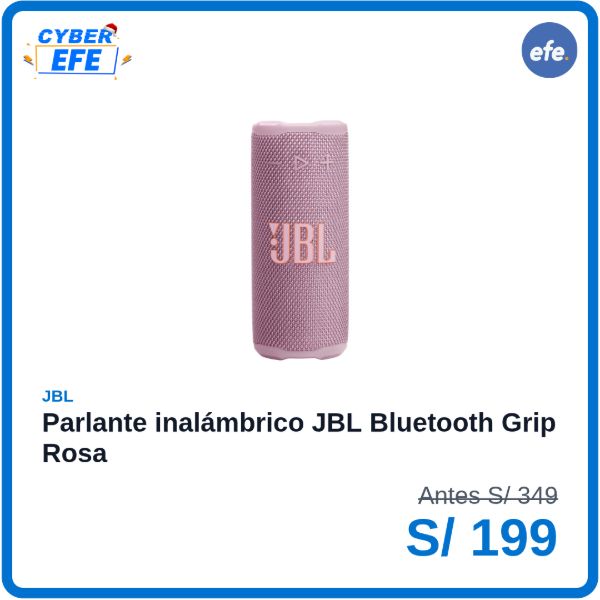 CYBER
EFE
efe.
JBL
JBL
Parlante inalámbrico JBL Bluetooth Grip
Rosa
Antes S/ 349
S/ 199